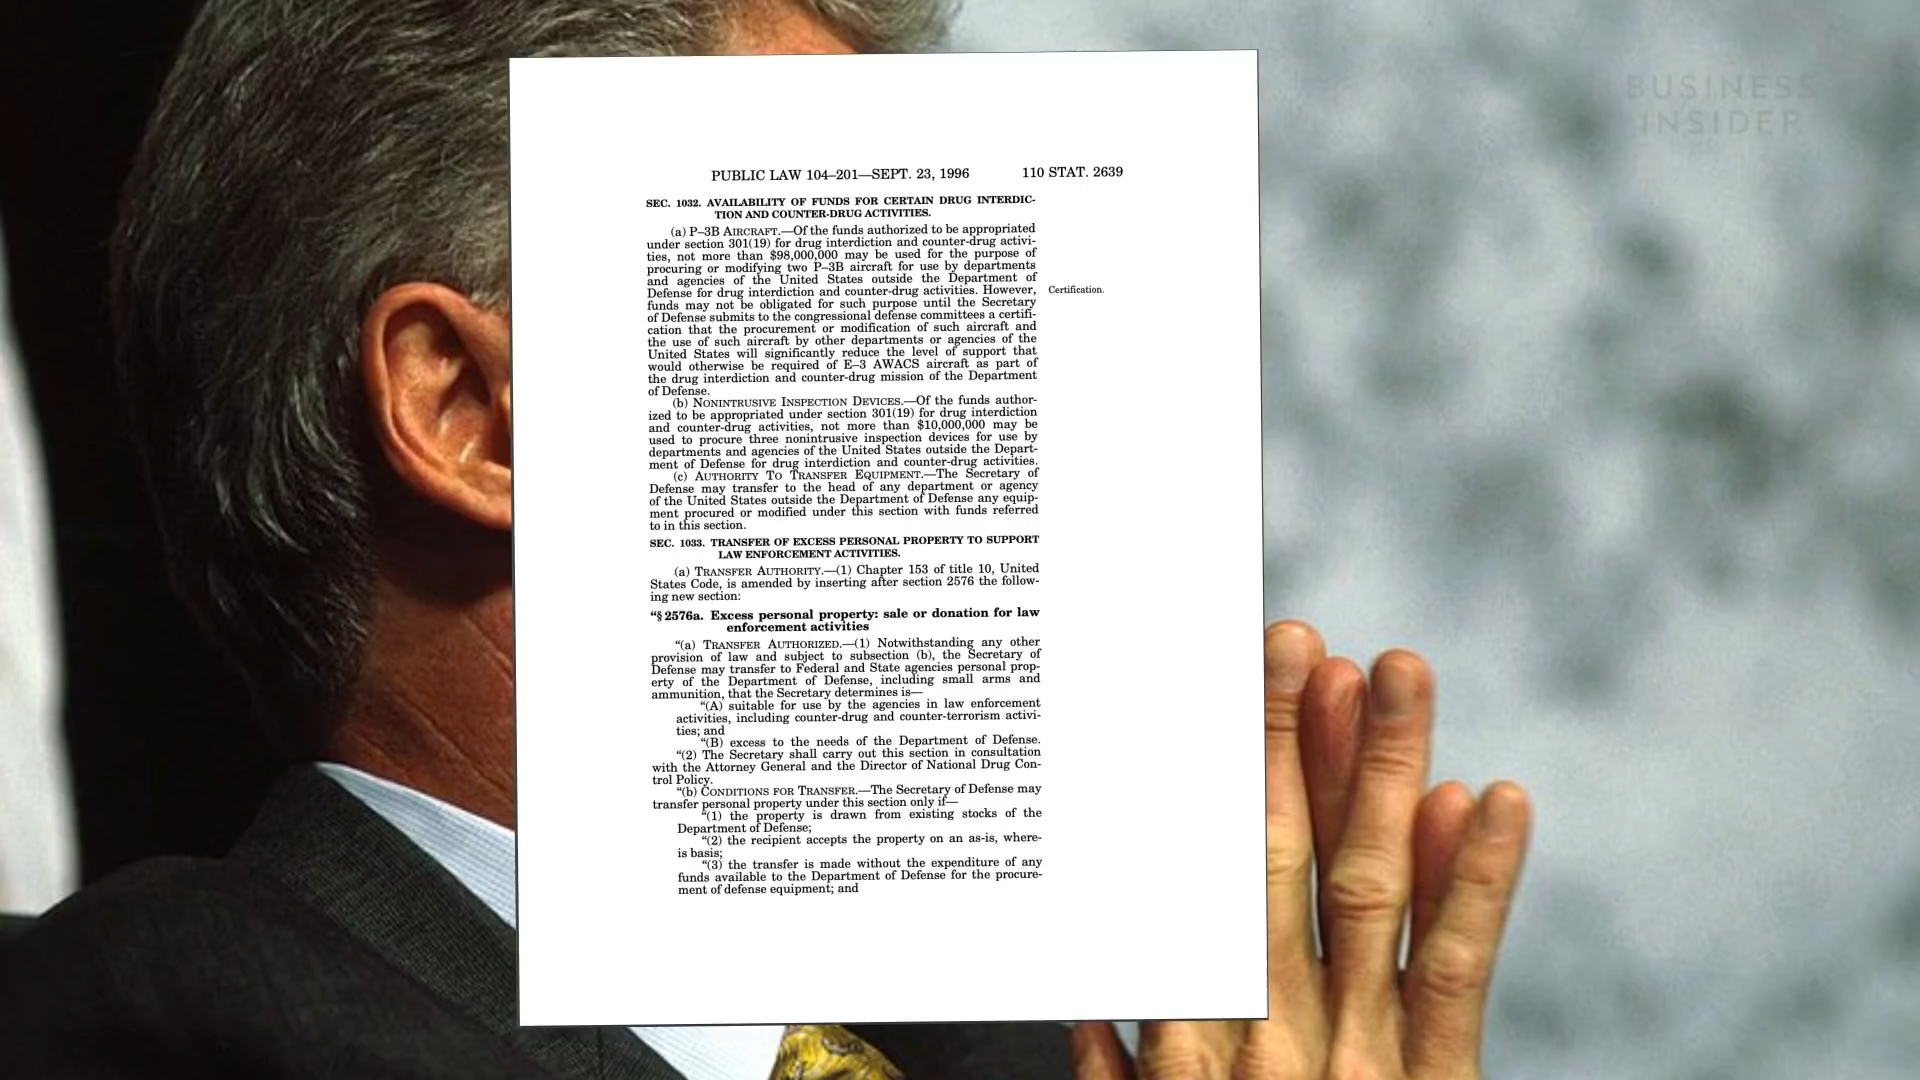 BUSINESS
INSIDER
PUBLIC LAW 104–201—SEPT. 23, 1996 110 STAT. 2639
SEC. 1032. AVAILABILITY OF FUNDS FOR CERTAIN DRUG INTERDIC-
TION AND COUNTER-DRUG ACTIVITIES.
(a) P–3B AIRCRAFT.—Of the funds authorized to be appropriated
under section 301(19) for drug interdiction and counter-drug activi-
ties, not more than $98,000,000 may be used for the purpose of
procuring or modifying two P–3B aircraft for use by departments
and agencies of the United States outside the Department of
Defense for drug interdiction and counter-drug activities. However,
Certification.
funds may not be obligated for such purpose until the Secretary
of Defense submits to the congressional defense committees a certifi-
cation that the procurement or modification of such aircraft and
the use of such aircraft by other departments or agencies of the
United States will significantly reduce the level of support that
would otherwise be required of E–3 AWACS aircraft as part of
the drug interdiction and counter-drug mission of the Department
of Defense.
(b) NONINTRUSIVE INSPECTION DEVICES.—Of the funds author-
ized to be appropriated under section 301(19) for drug interdiction
and counter-drug activities, not more than $10,000,000 may be
used to procure three nonintrusive inspection devices for use by
departments and agencies of the United States outside the Depart-
ment of Defense for drug interdiction and counter-drug activities.
(c) AUTHORITY TO TRANSFER EQUIPMENT.—The Secretary of
Defense may transfer to the head of any department or agency
of the United States outside the Department of Defense any equip-
ment procured or modified under this section with funds referred
to in this section.
SEC. 1033. TRANSFER OF EXCESS PERSONAL PROPERTY TO SUPPORT
LAW ENFORCEMENT ACTIVITIES.
(a) TRANSFER AUTHORITY.—(1) Chapter 153 of title 10, United
States Code, is amended by inserting after section 2576 the follow-
ing new section:
“§ 2576a. Excess personal property: sale or donation for law
enforcement activities
“(a) TRANSFER AUTHORIZED.—(1) Notwithstanding any other
provision of law and subject to subsection (b), the Secretary of
Defense may transfer to Federal and State agencies personal prop-
erty of the Department of Defense, including small arms and
ammunition, that the Secretary determines is—
“(A) suitable for use by the agencies in law enforcement
activities, including counter-drug and counter-terrorism activi-
ties; and
“(B) excess to the needs of the Department of Defense.
“(2) The Secretary shall carry out this section in consultation
with the Attorney General and the Director of National Drug Con-
trol Policy.
“(b) CONDITIONS FOR TRANSFER.—The Secretary of Defense may
transfer personal property under this section only if—
“(1) the property is drawn from existing stocks of the
Department of Defense;
“(2) the recipient accepts the property on an as-is, where-
is basis;
“(3) the transfer is made without the expenditure of any
funds available to the Department of Defense for the procure-
ment of defense equipment; and